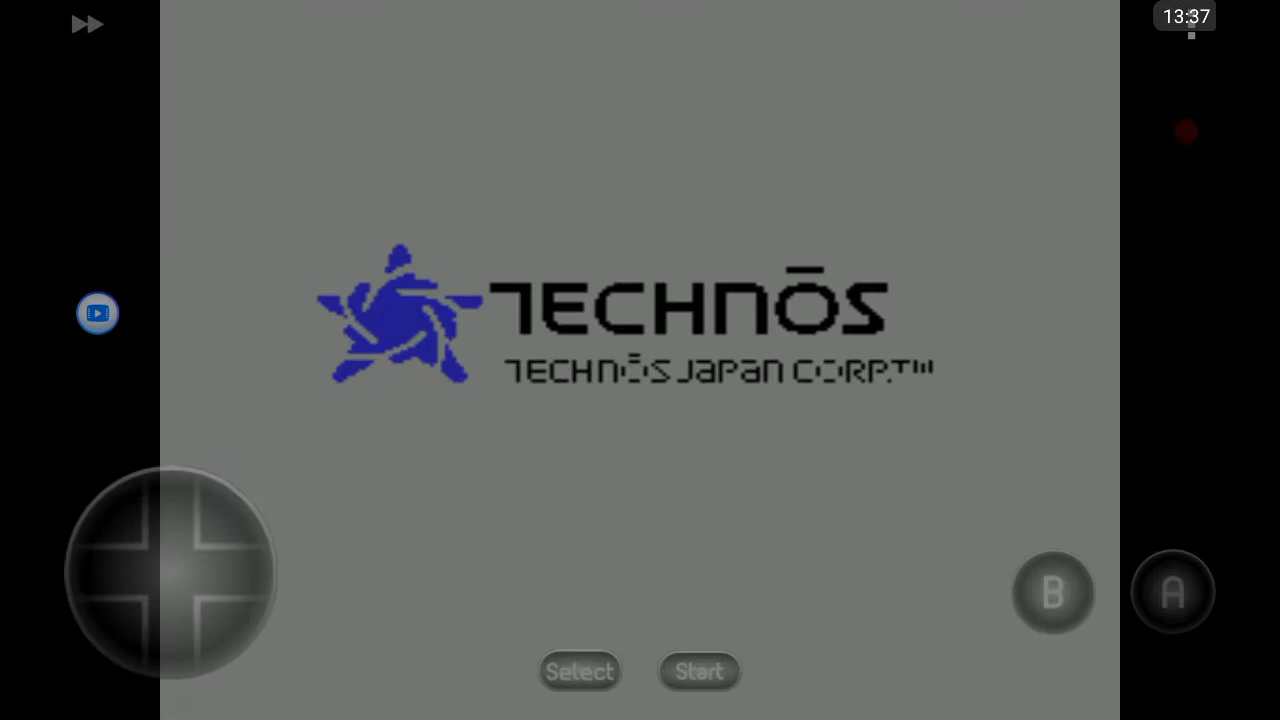 13:37
TECHNŌS
TECHNŌS JAPAN CORP.™
B
A
Select
Start